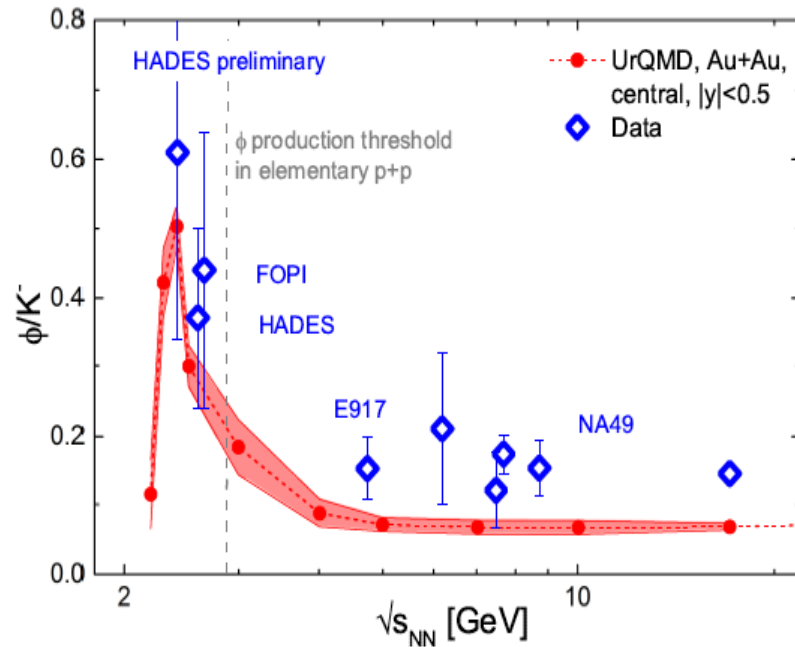 0.8
0.6
0.4
0.2
0.0
ϕ/K⁻
HADES preliminary
ϕ production threshold
in elementary p+p
UrQMD, Au+Au,
central, |y|<0.5
Data
FOPI
HADES
E917
NA49
2
10
√s_NN [GeV]